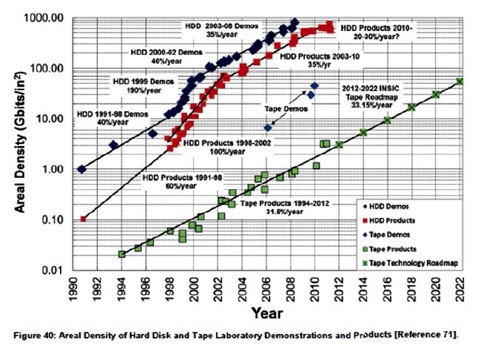 1000.00
100.00
10.00
1.00
0.10
0.01
Areal Density (Gbits/in²)
HDD 2003-08 Demos
35%/year
HDD Products 2010-
20-30%/year?
HDD 2000-02 Demos
40%/year
HDD Products 2003-10
35%/yr
HDD 1999 Demos
190%/year
2012-2022 INSIC
Tape Roadmap
33.15%/year
HDD 1991-98 Demos
40%/year
Tape Demos
HDD Products 1998-2002
100%/year
HDD Products 1991-98
60%/year
Tape Products 1994-2012
31.8%/year
HDD Demos
HDD Products
Tape Demos
Tape Products
Tape Technology Roadmap
1990 1992 1994 1996 1998 2000 2002 2004 2006 2008 2010 2012 2014 2016 2018 2020 2022
Year
Figure 40: Areal Density of Hard Disk and Tape Laboratory Demonstrations and Products [Reference 71].